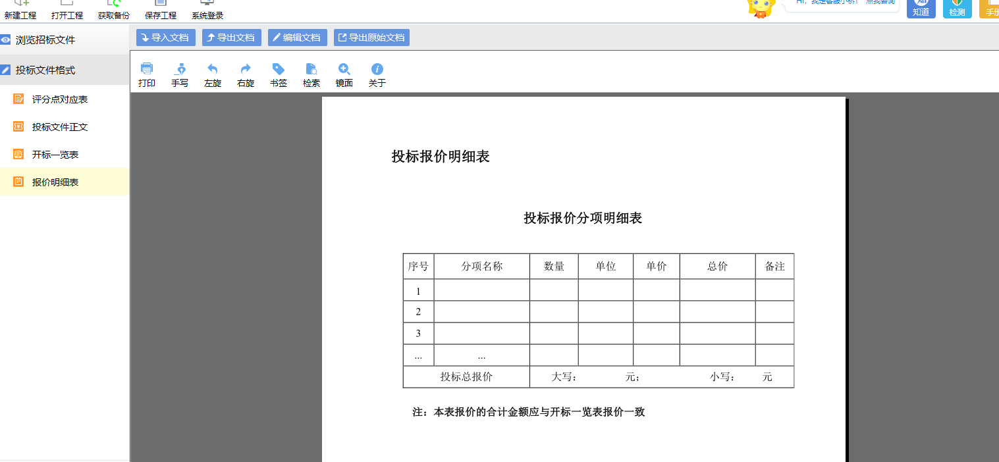 新建工程 打开工程 获取备份 保存工程 系统登录
Hi，我是客服小桥！ 点我咨询
知道 检测
浏览招标文件
导入文档 导出文档 编辑文档 导出原始文档
投标文件格式
打印 手写 左旋 右旋 书签 检索 镜面 关于
评分点对应表
投标文件正文
开标一览表
报价明细表
投标报价明细表
投标报价分项明细表
序号 分项名称 数量 单位 单价 总价 备注
1
2
3
... ...
投标总报价 大写： 元； 小写： 元
注：本表报价的合计金额应与开标一览表报价一致